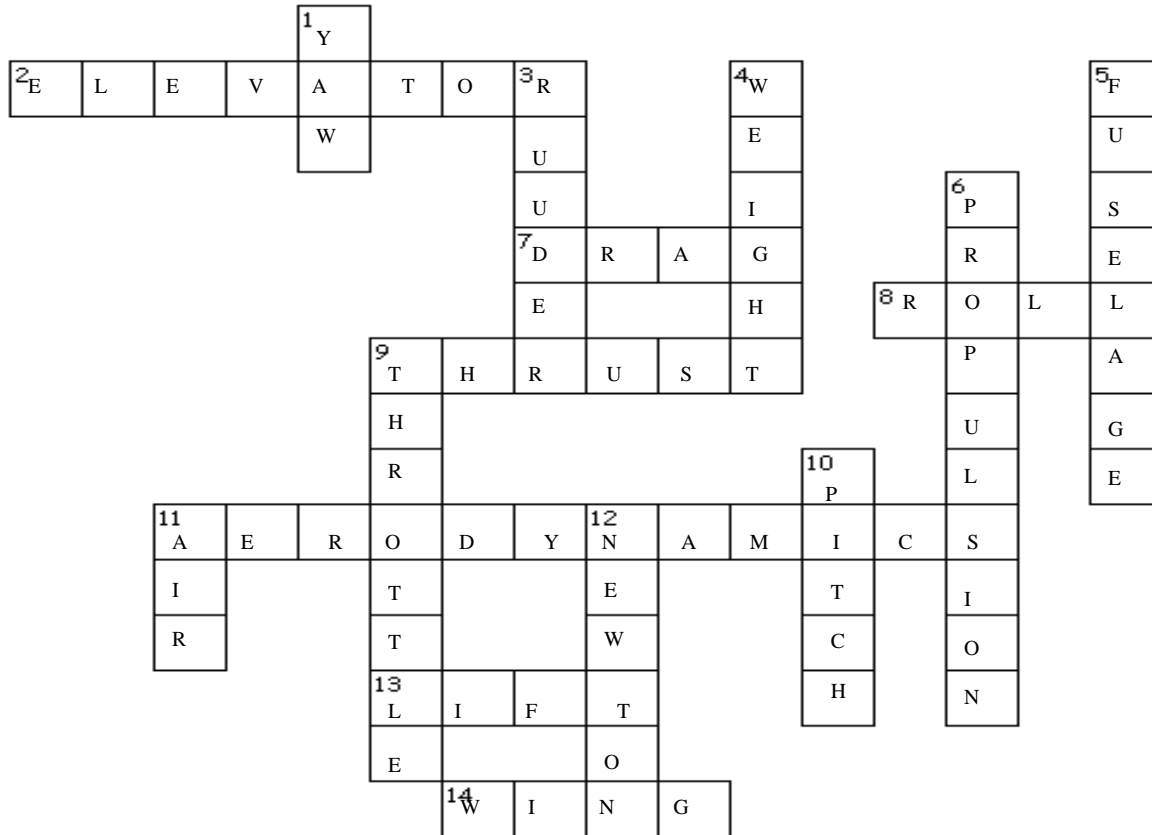 1 Y
2 E L E V A T O 3 R 4 W 5 F
W U E U
U I 6 P S
7 D R A G R E
E H 8 R O L L
9 T H R U S T P A
H U G
R 10 P L E
11 A E R O D Y 12 N A M I C S
I T E T I
R T W C O
13 L I F T H N
E O
14 W I N G